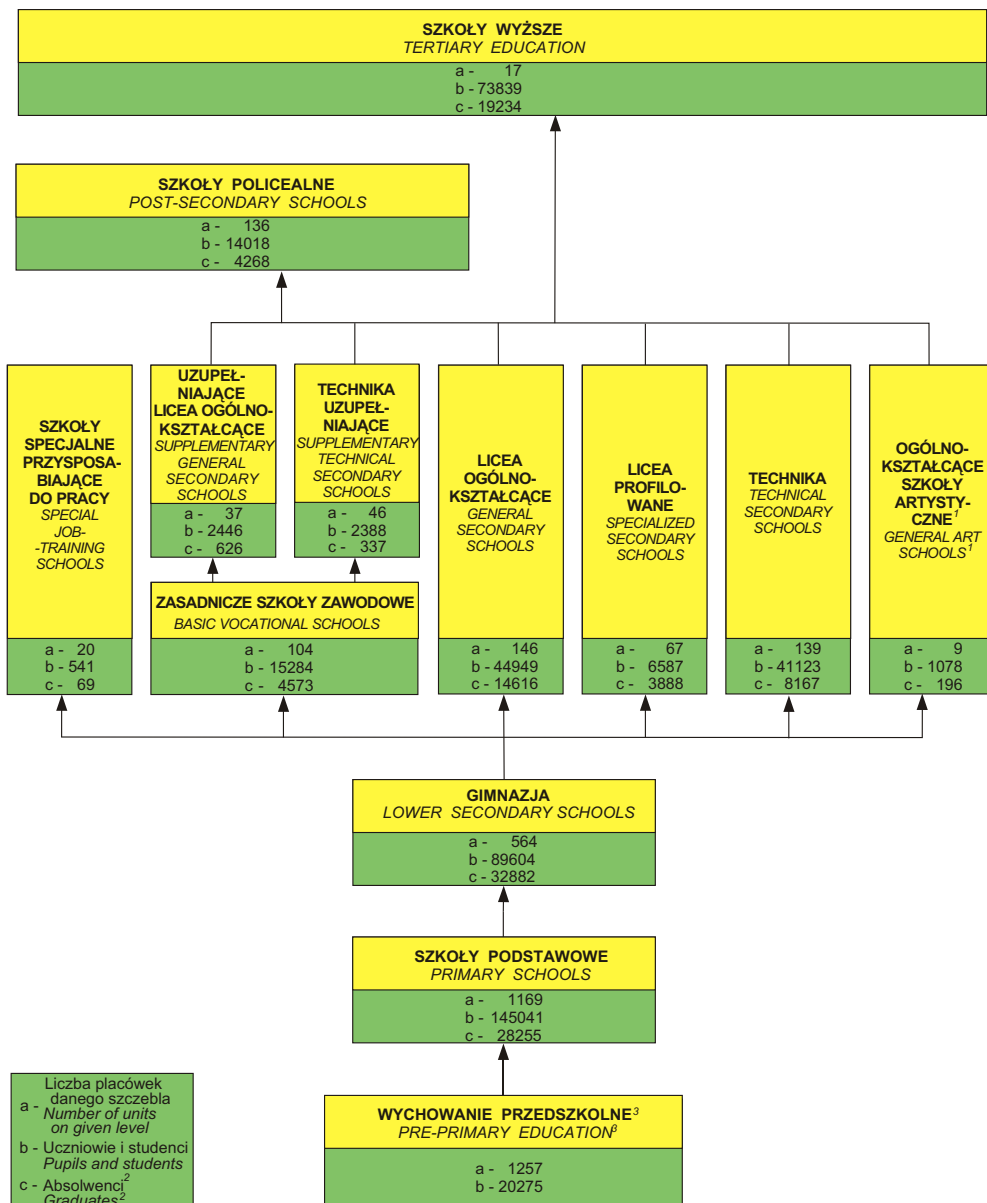 SZKOŁY WYŻSZE
TERTIARY EDUCATION
a - 17
b - 73839
c - 19234
SZKOŁY POLICEALNE
POST-SECONDARY SCHOOLS
a - 136
b - 14018
c - 4268
SZKOŁY
SPECJALNE
PRZYSPOSA-
BIAJĄCE
DO PRACY
SPECIAL
JOB-
-TRAINING
SCHOOLS
a - 20
b - 541
c - 69
UZUPEŁ-
NIAJĄCE
LICEA OGÓLNO-
KSZTAŁCĄCE
SUPPLEMENTARY
GENERAL
SECONDARY
SCHOOLS
a - 37
b - 2446
c - 626
TECHNIKA
UZUPEŁ-
NIAJĄCE
SUPPLEMENTARY
TECHNICAL
SECONDARY
SCHOOLS
a - 46
b - 2388
c - 337
ZASADNICZE SZKOŁY ZAWODOWE
BASIC VOCATIONAL SCHOOLS
a - 104
b - 15284
c - 4573
LICEA
OGÓLNO-
KSZTAŁCĄCE
GENERAL
SECONDARY
SCHOOLS
a - 146
b - 44949
c - 14616
LICEA
PROFILO-
WANE
SPECIALIZED
SECONDARY
SCHOOLS
a - 67
b - 6587
c - 3888
TECHNIKA
TECHNICAL
SECONDARY
SCHOOLS
a - 139
b - 41123
c - 8167
OGÓLNO-
KSZTAŁCĄCE
SZKOŁY
ARTYSTY-
CZNE¹
GENERAL ART
SCHOOLS¹
a - 9
b - 1078
c - 196
GIMNAZJA
LOWER SECONDARY SCHOOLS
a - 564
b - 89604
c - 32882
SZKOŁY PODSTAWOWE
PRIMARY SCHOOLS
a - 1169
b - 145041
c - 28255
WYCHOWANIE PRZEDSZKOLNE³
PRE-PRIMARY EDUCATION³
a - 1257
b - 20275
Liczba placówek
danego szczebla
a - Number of units
on given level
b - Uczniowie i studenci
Pupils and students
c - Absolwenci²
Graduates²